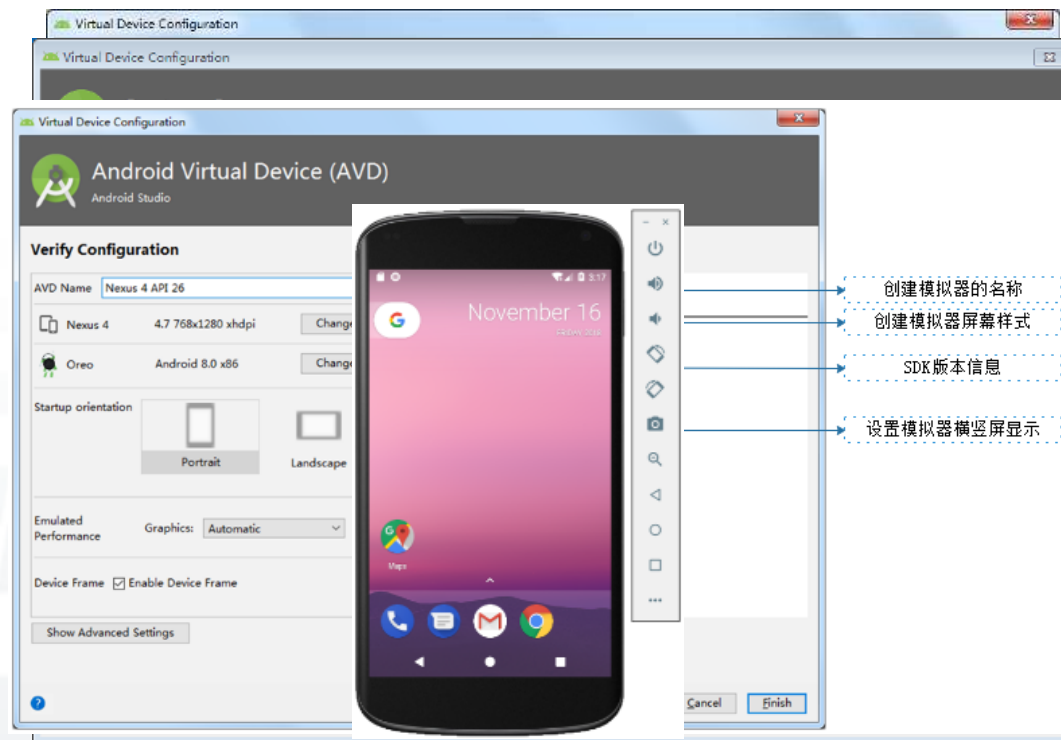 Virtual Device Configuration
Virtual Device Configuration
Virtual Device Configuration
Android Virtual Device (AVD)
Android Studio
Verify Configuration
AVD Name Nexus 4 API 26
Nexus 4 4.7 768x1280 xhdpi Change
Oreo Android 8.0 x86 Change
Startup orientation
Portrait
Landscape
Emulated Performance
Graphics: Automatic
Device Frame Enable Device Frame
Show Advanced Settings
?
Cancel
Finish
3:17
G
November 16
Maps
创建模拟器的名称
创建模拟器屏幕样式
SDK版本信息
设置模拟器横竖屏显示